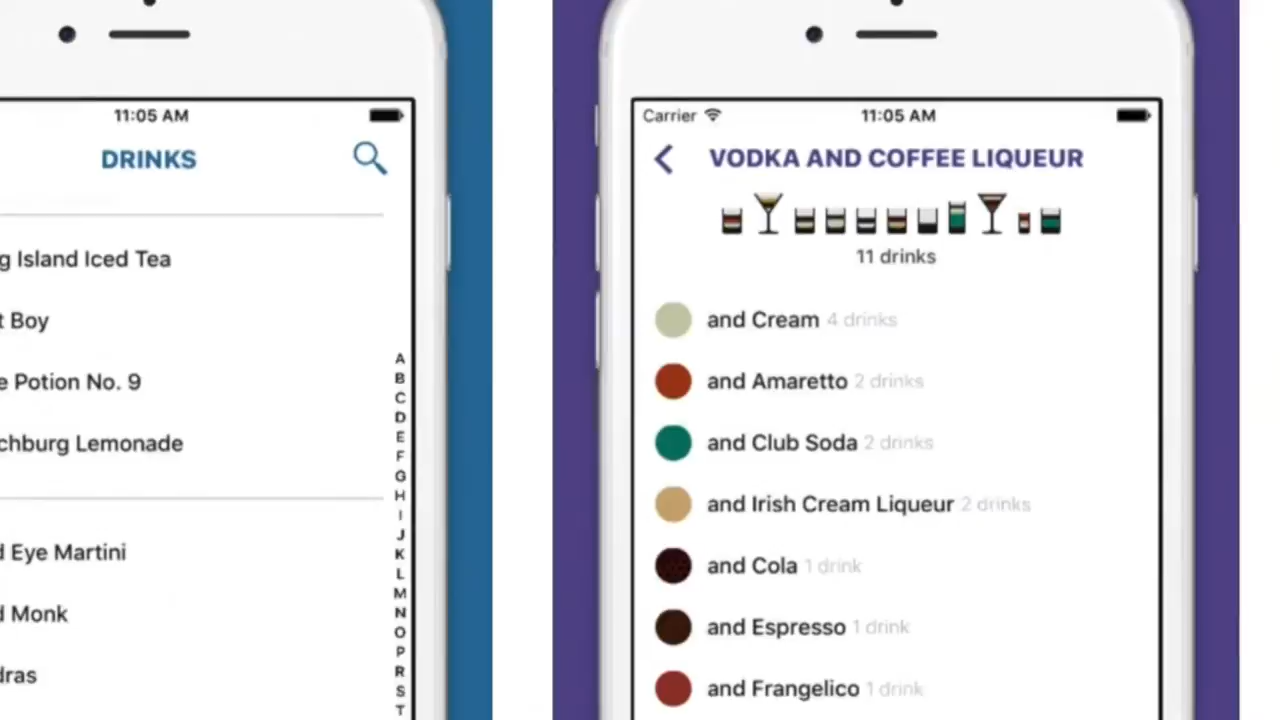 11:05 AM
DRINKS
g Island Iced Tea
t Boy
e Potion No. 9
chburg Lemonade
d Eye Martini
d Monk
dras
A
B
C
D
E
F
G
H
I
J
K
L
M
N
O
P
R
S
T
Carrier 11:05 AM
VODKA AND COFFEE LIQUEUR
11 drinks
and Cream 4 drinks
and Amaretto 2 drinks
and Club Soda 2 drinks
and Irish Cream Liqueur 2 drinks
and Cola 1 drink
and Espresso 1 drink
and Frangelico 1 drink